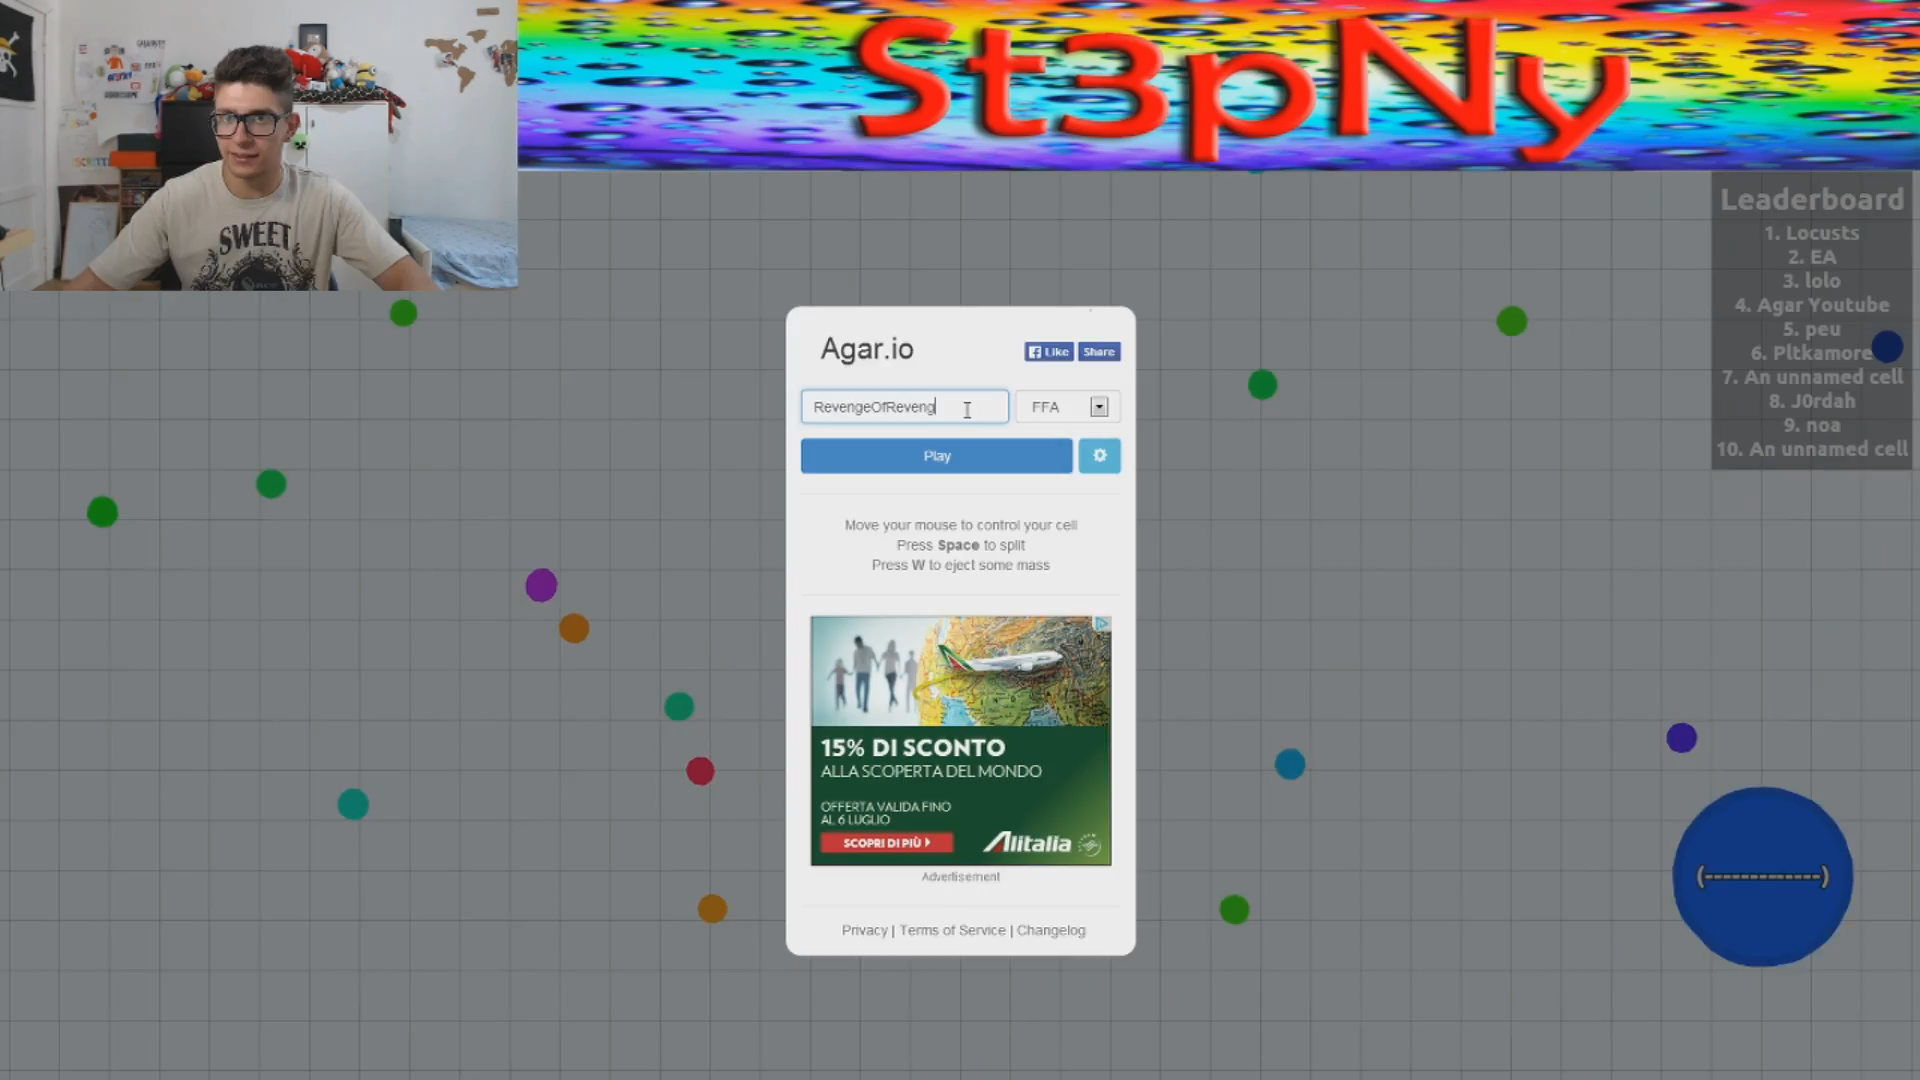 St3pNy
SWEET
Leaderboard
1. Locusts
2. EA
3. lolo
4. Agar Youtube
5. peu
6. Pltkamore
7. An unnamed cell
8. J0rdah
9. noa
10. An unnamed cell
Agar.io
Like
Share
RevengeOfReveng
FFA
Play
Move your mouse to control your cell
Press Space to split
Press W to eject some mass
15% DI SCONTO
ALLA SCOPERTA DEL MONDO
OFFERTA VALIDA FINO
AL 6 LUGLIO
SCOPRI DI PIÙ
Alitalia
Advertisement
Privacy | Terms of Service | Changelog
(------------)